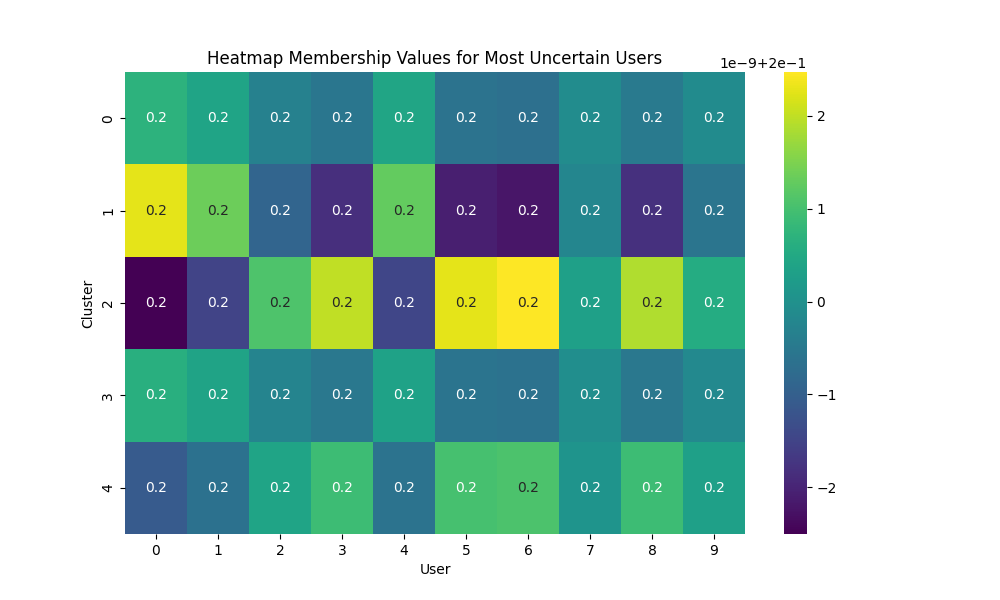 Heatmap Membership Values for Most Uncertain Users
1e−9+2e−1
0 0.2 0.2 0.2 0.2 0.2 0.2 0.2 0.2 0.2 0.2
1 0.2 0.2 0.2 0.2 0.2 0.2 0.2 0.2 0.2 0.2
2 0.2 0.2 0.2 0.2 0.2 0.2 0.2 0.2 0.2 0.2
3 0.2 0.2 0.2 0.2 0.2 0.2 0.2 0.2 0.2 0.2
4 0.2 0.2 0.2 0.2 0.2 0.2 0.2 0.2 0.2 0.2
Cluster
0 1 2 3 4 5 6 7 8 9
User
2
1
0
−1
−2